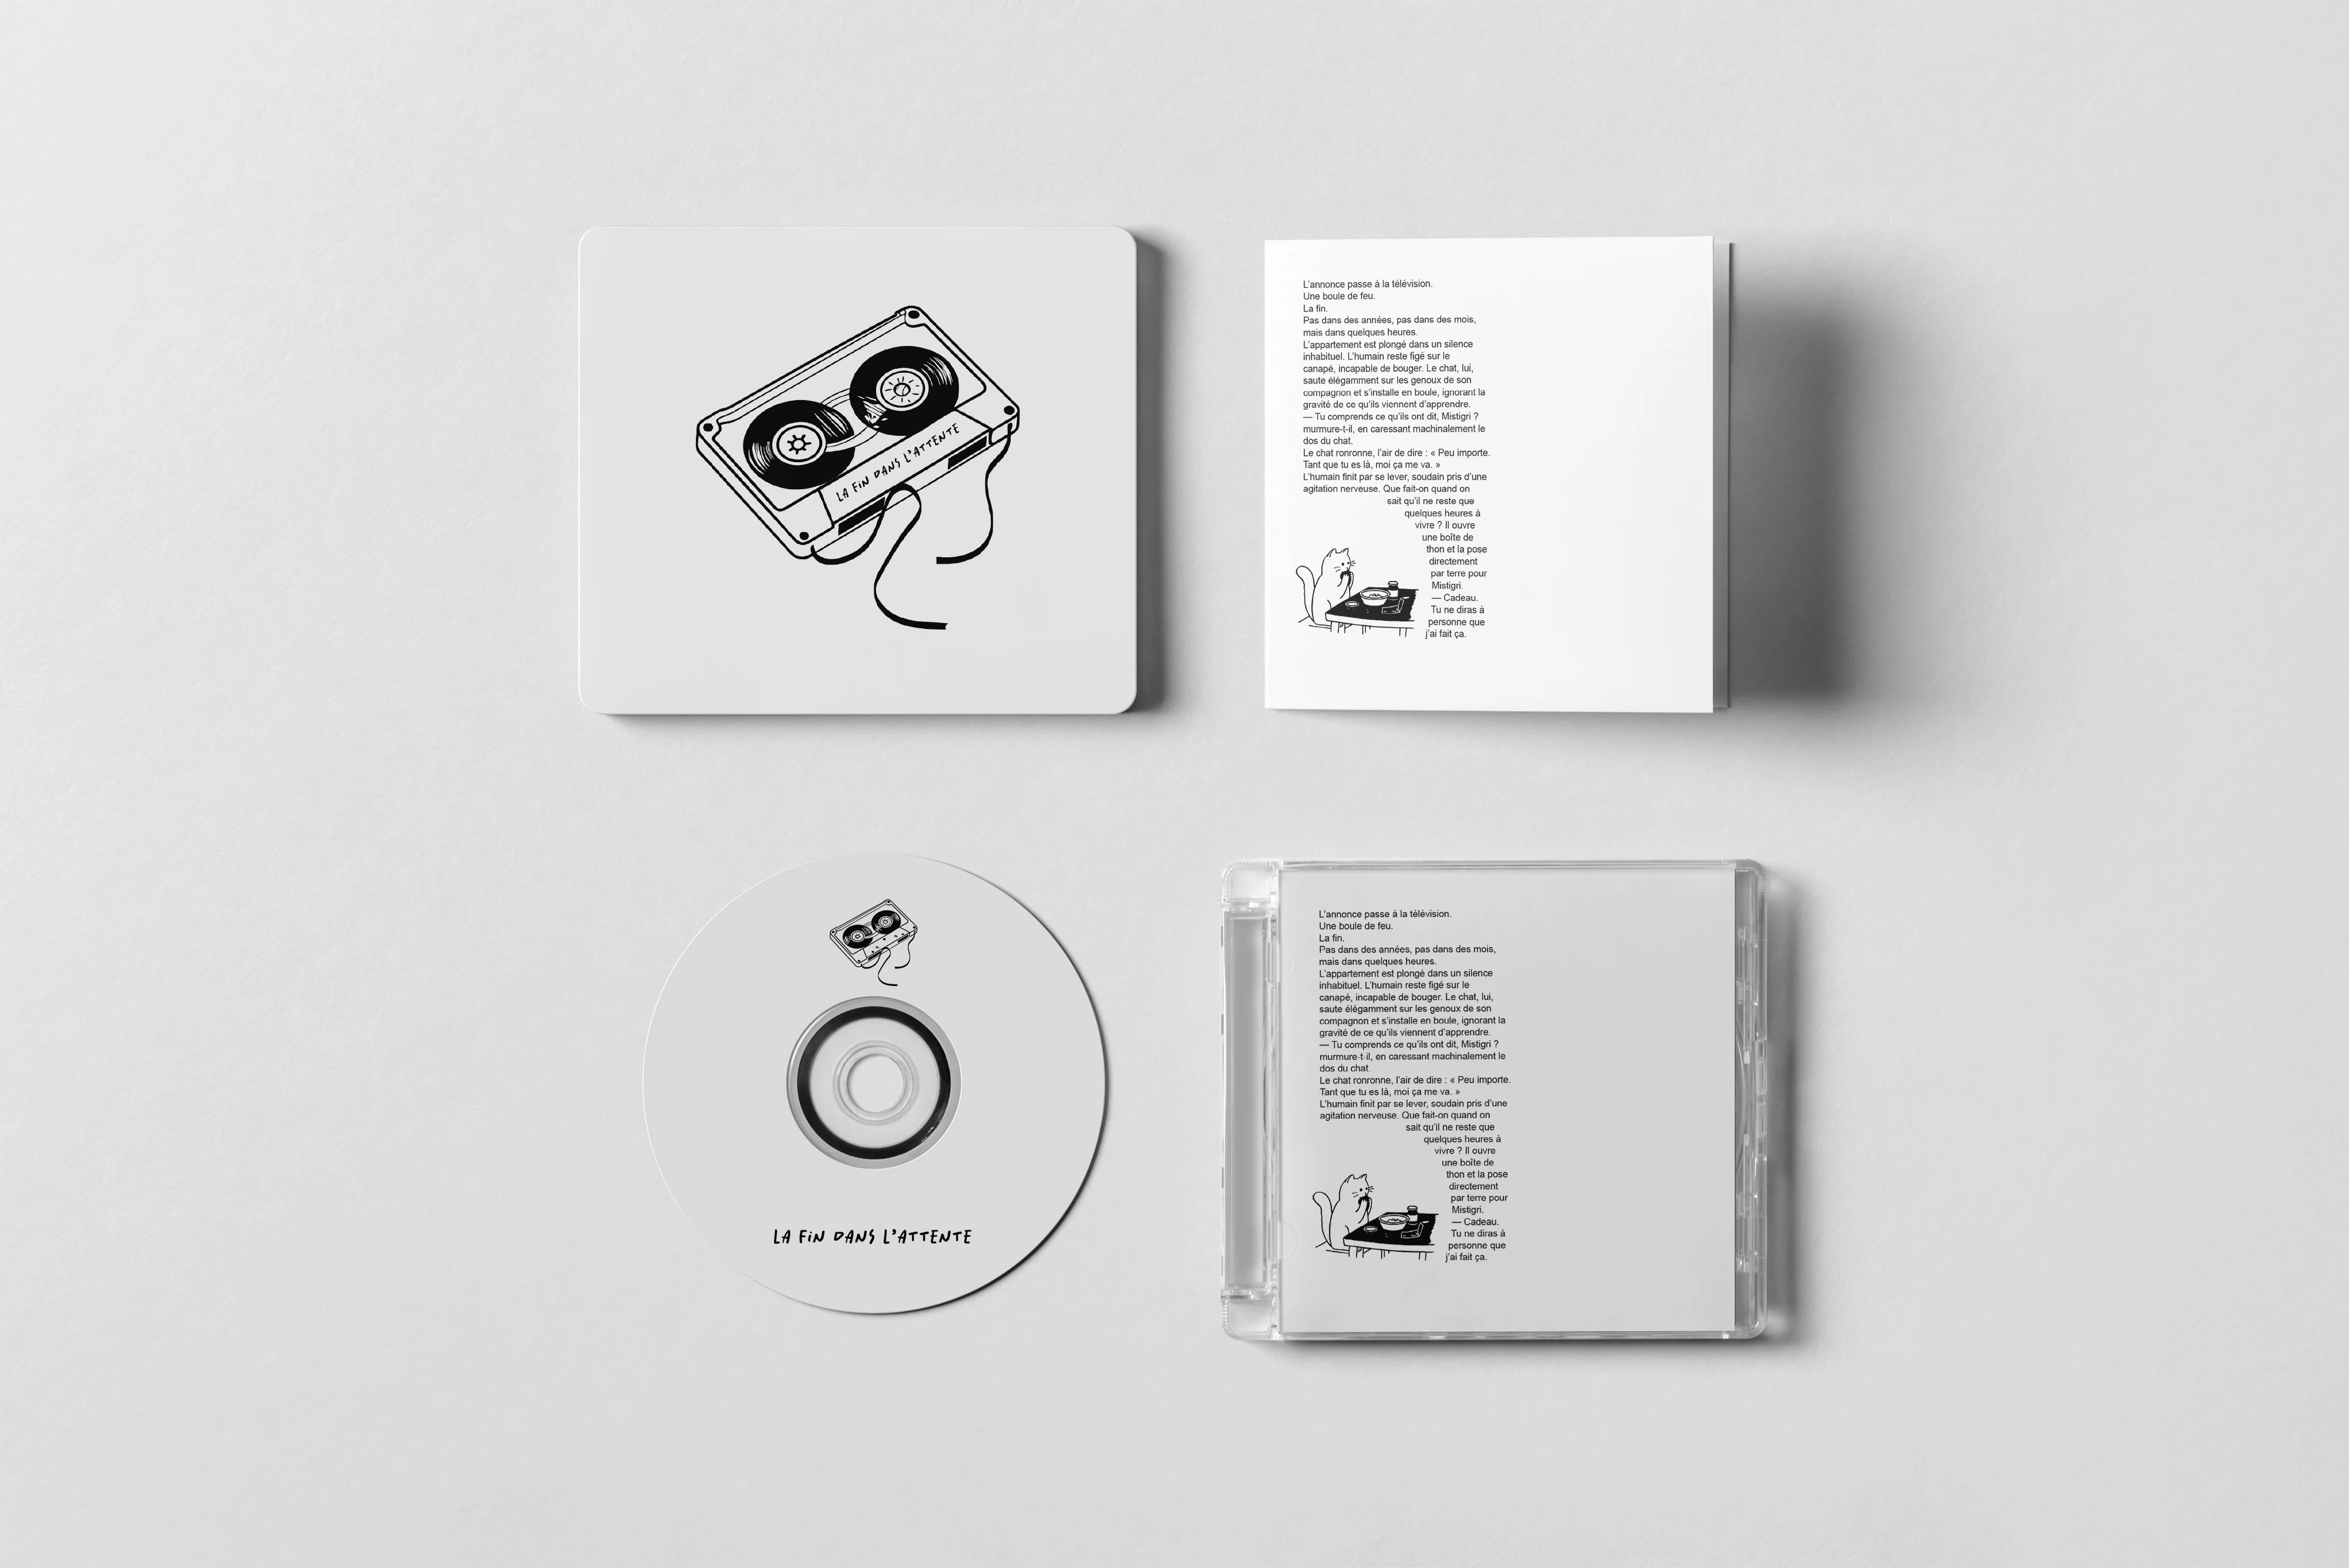 LA FiN DANS L'ATTENTE
L'annonce passe à la télévision.
Une boule de feu.
La fin.
Pas dans des années, pas dans des mois,
mais dans quelques heures.
L'appartement est plongé dans un silence
inhabituel. L'humain reste figé sur le
canapé, incapable de bouger. Le chat, lui,
saute élégamment sur les genoux de son
compagnon et s'installe en boule, ignorant la
gravité de ce qu'ils viennent d'apprendre.
— Tu comprends ce qu'ils ont dit, Mistigri ?
murmure-t-il, en caressant machinalement le
dos du chat.
Le chat ronronne, l'air de dire : « Peu importe.
Tant que tu es là, moi ça me va. »
L'humain finit par se lever, soudain pris d'une
agitation nerveuse. Que fait-on quand on
sait qu'il ne reste que
quelques heures à
vivre ? Il ouvre
une boîte de
thon et la pose
directement
par terre pour
Mistigri.
— Cadeau.
Tu ne diras à
personne que
j'ai fait ça.
LA FiN DANS L'ATTENTE
L'annonce passe à la télévision.
Une boule de feu.
La fin.
Pas dans des années, pas dans des mois,
mais dans quelques heures.
L'appartement est plongé dans un silence
inhabituel. L'humain reste figé sur le
canapé, incapable de bouger. Le chat, lui,
saute élégamment sur les genoux de son
compagnon et s'installe en boule, ignorant la
gravité de ce qu'ils viennent d'apprendre.
— Tu comprends ce qu'ils ont dit, Mistigri ?
murmure-t-il, en caressant machinalement le
dos du chat.
Le chat ronronne, l'air de dire : « Peu importe.
Tant que tu es là, moi ça me va. »
L'humain finit par se lever, soudain pris d'une
agitation nerveuse. Que fait-on quand on
sait qu'il ne reste que
quelques heures à
vivre ? Il ouvre
une boîte de
thon et la pose
directement
par terre pour
Mistigri.
— Cadeau.
Tu ne diras à
personne que
j'ai fait ça.